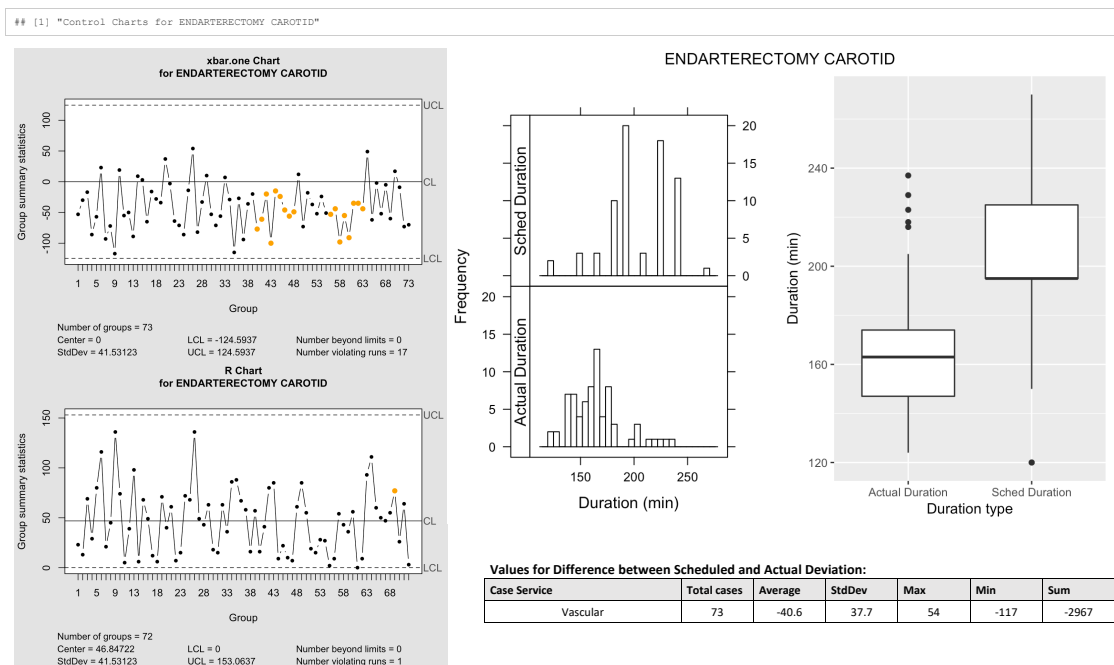 ## [1] "Control Charts for ENDARTERECTOMY CAROTID"
xbar.one Chart
for ENDARTERECTOMY CAROTID
Group summary statistics
100
50
0
-50
-100
UCL
CL
LCL
1 5 9 13 18 23 28 33 38 43 48 53 58 63 68 73
Group
Number of groups = 73
Center = 0
StdDev = 41.53123
LCL = -124.5937
UCL = 124.5937
Number beyond limits = 0
Number violating runs = 17
R Chart
for ENDARTERECTOMY CAROTID
Group summary statistics
150
100
50
0
UCL
CL
LCL
1 5 9 13 18 23 28 33 38 43 48 53 58 63 68
Group
Number of groups = 72
Center = 46.84722
StdDev = 41.53123
LCL = 0
UCL = 153.0637
Number beyond limits = 0
Number violating runs = 1
ENDARTERECTOMY CAROTID
Frequency
Sched Duration
20
15
10
5
0
Actual Duration
20
15
10
5
0
150 200 250
Duration (min)
Duration (min)
240
200
160
120
Actual Duration Sched Duration
Duration type
Values for Difference between Scheduled and Actual Deviation:
Case Service Total cases Average StdDev Max Min Sum
Vascular 73 -40.6 37.7 54 -117 -2967